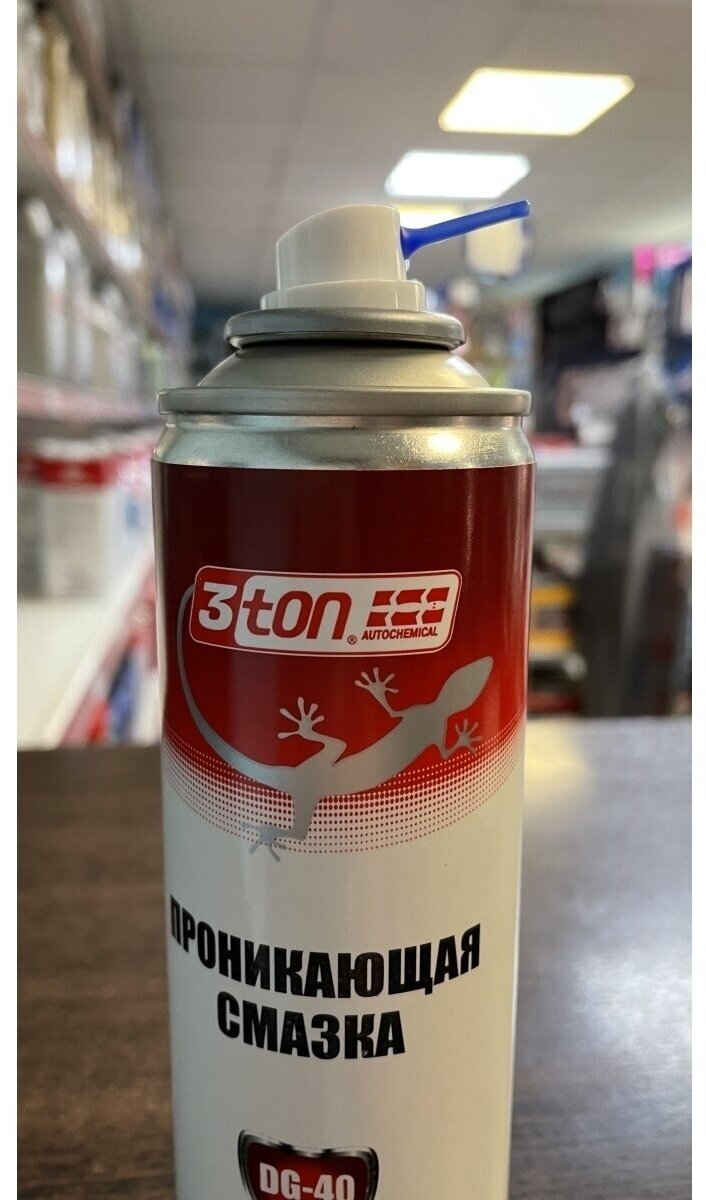 3ton®
AUTOCHEMICAL
ПРОНИКАЮЩАЯ
СМАЗКА
DG-40